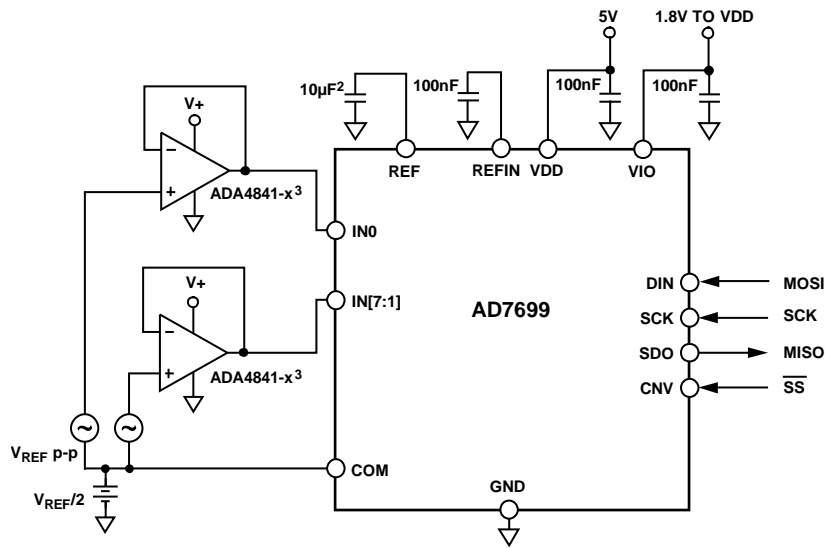 5V
1.8V TO VDD
10µF²
100nF
100nF
100nF
V+
REF
REFIN
VDD
VIO
−
+
ADA4841-x³
IN0
V+
IN[7:1]
AD7699
DIN
MOSI
SCK
SCK
−
+
ADA4841-x³
SDO
MISO
CNV
SS
VREF p-p
COM
VREF/2
GND